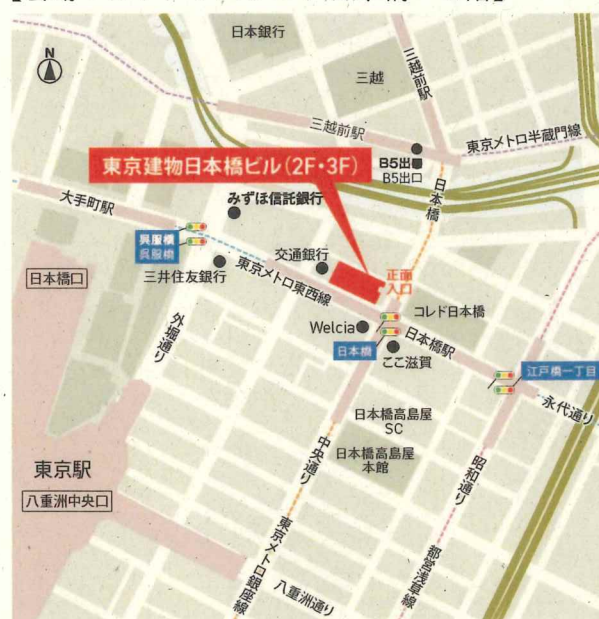 日本銀行
N
三越
三越前駅
三越前駅
東京メトロ半蔵門線
B5出
B5出口
東京建物日本橋ビル(2F・3F)
日本橋
大手町駅
みずほ信託銀行
呉服橋
呉服橋
交通銀行
正面
入口
日本橋口
三井住友銀行
東京メトロ東西線
コレド日本橋
Welcia
日本橋駅
日本橋
ここ滋賀
江戸橋一丁目
外堀通り
永代通り
日本橋高島屋
SC
日本橋高島屋
本館
中央通り
昭和通り
東京駅
八重洲中央口
東京メトロ銀座線
都営浅草線
八重洲通り